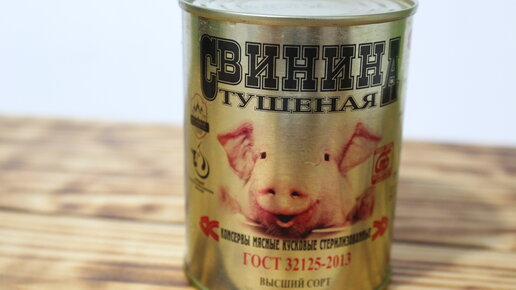 СВИНИНА
ТУШЕНАЯ
КОНСЕРВЫ МЯСНЫЕ КУСКОВЫЕ СТЕРИЛИЗОВАННЫЕ
ГОСТ 32125-2013
ВЫСШИЙ СОРТ